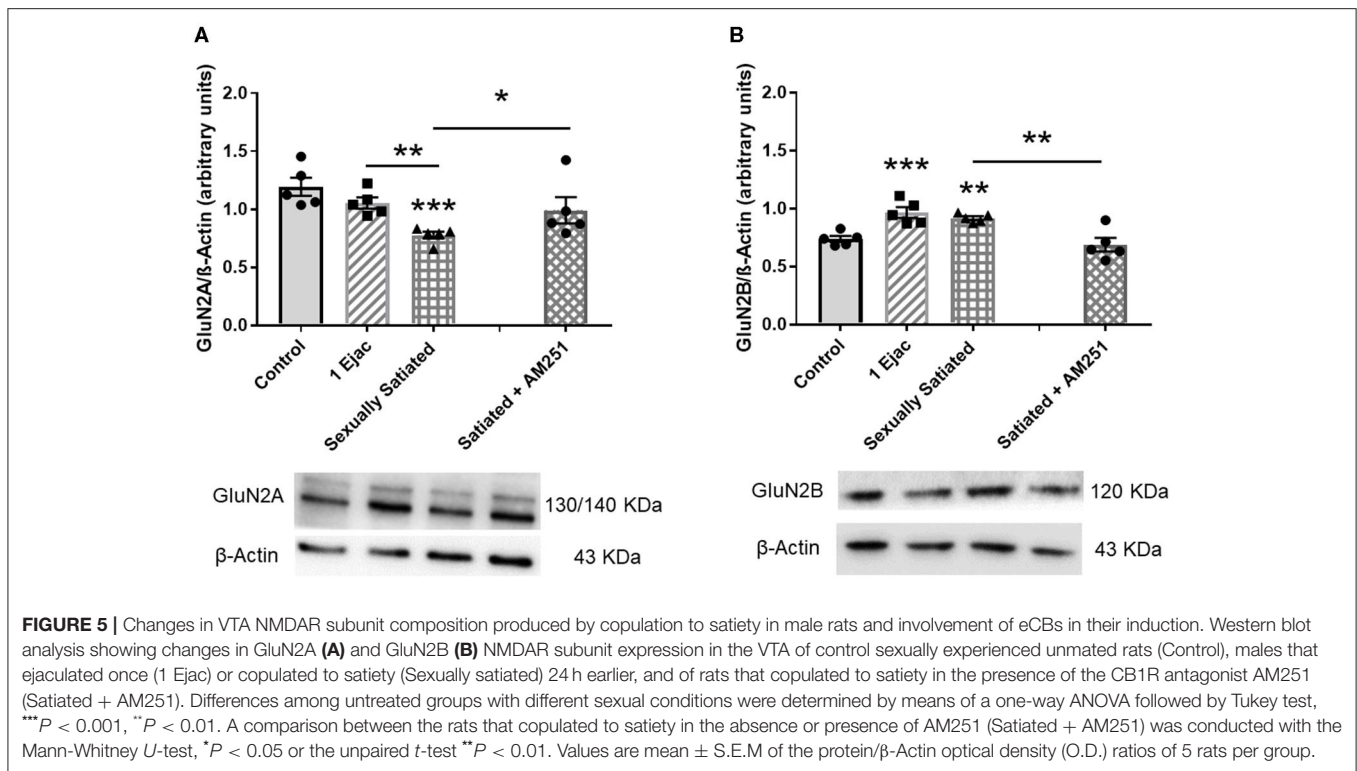 A
GluN2A/ß-Actin (arbitrary units)
2.0
1.5
1.0
0.5
0.0
*
**
***
Control
1 Ejac
Sexually Satiated
Satiated + AM251
GluN2A
130/140 KDa
β-Actin
43 KDa
B
GluN2B/ß-Actin (arbitrary units)
2.0
1.5
1.0
0.5
0.0
***
**
**
Control
1 Ejac
Sexually Satiated
Satiated + AM251
GluN2B
120 KDa
β-Actin
43 KDa
FIGURE 5 | Changes in VTA NMDAR subunit composition produced by copulation to satiety in male rats and involvement of eCBs in their induction. Western blot
analysis showing changes in GluN2A (A) and GluN2B (B) NMDAR subunit expression in the VTA of control sexually experienced unmated rats (Control), males that
ejaculated once (1 Ejac) or copulated to satiety (Sexually satiated) 24 h earlier, and of rats that copulated to satiety in the presence of the CB1R antagonist AM251
(Satiated + AM251). Differences among untreated groups with different sexual conditions were determined by means of a one-way ANOVA followed by Tukey test,
***P < 0.001, **P < 0.01. A comparison between the rats that copulated to satiety in the absence or presence of AM251 (Satiated + AM251) was conducted with the
Mann-Whitney U-test, *P < 0.05 or the unpaired t-test **P < 0.01. Values are mean ± S.E.M of the protein/β-Actin optical density (O.D.) ratios of 5 rats per group.